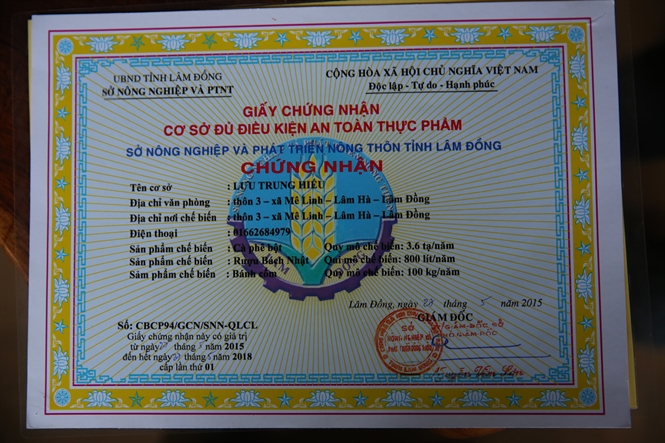 UBND TỈNH LÂM ĐỒNG
SỞ NÔNG NGHIỆP VÀ PTNT
CỘNG HÒA XÃ HỘI CHỦ NGHĨA VIỆT NAM
Độc lập - Tự do - Hạnh phúc
GIẤY CHỨNG NHẬN
CƠ SỞ ĐỦ ĐIỀU KIỆN AN TOÀN THỰC PHẨM
SỞ NÔNG NGHIỆP VÀ PHÁT TRIỂN NÔNG THÔN TỈNH LÂM ĐỒNG
CHỨNG NHẬN
Tên cơ sở : LƯU TRUNG HIẾU
Địa chỉ văn phòng : thôn 3 – xã Mê Linh – Lâm Hà – Lâm Đồng
Địa chỉ nơi chế biến : thôn 3 – xã Mê Linh – Lâm Hà – Lâm Đồng
Điện thoại : 01662684979
Sản phẩm chế biến : Cà phê bột Quy mô chế biến: 3.6 tạ/năm
Sản phẩm chế biến : Rượu Bách Nhật Qui mô chế biến: 800 lít/năm
Sản phẩm chế biến : Bánh cốm Quy mô chế biến: 100 kg/năm
Lâm Đồng, ngày tháng 5 năm 2015
GIÁM ĐỐC
Số: CBCP94/GCN/SNN-QLCL
Giấy chứng nhận này có giá trị
từ ngày tháng năm 2015
đến hết ngày tháng năm 2018
cấp lần thứ 01
SỞ
PHÓ GIÁM ĐỐC
Nguyễn Văn Sơn